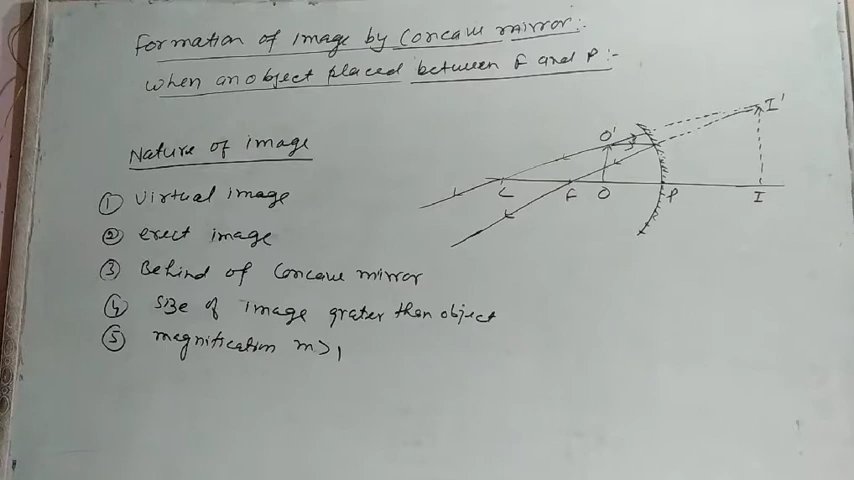 Formation of image by Concave mirror:-
when an object placed between F and P:-
Nature of image
① Virtual image
② erect image
③ Behind of Concave mirror
④ size of image grater then object
⑤ magnification m>1
O' I'
C F O P I